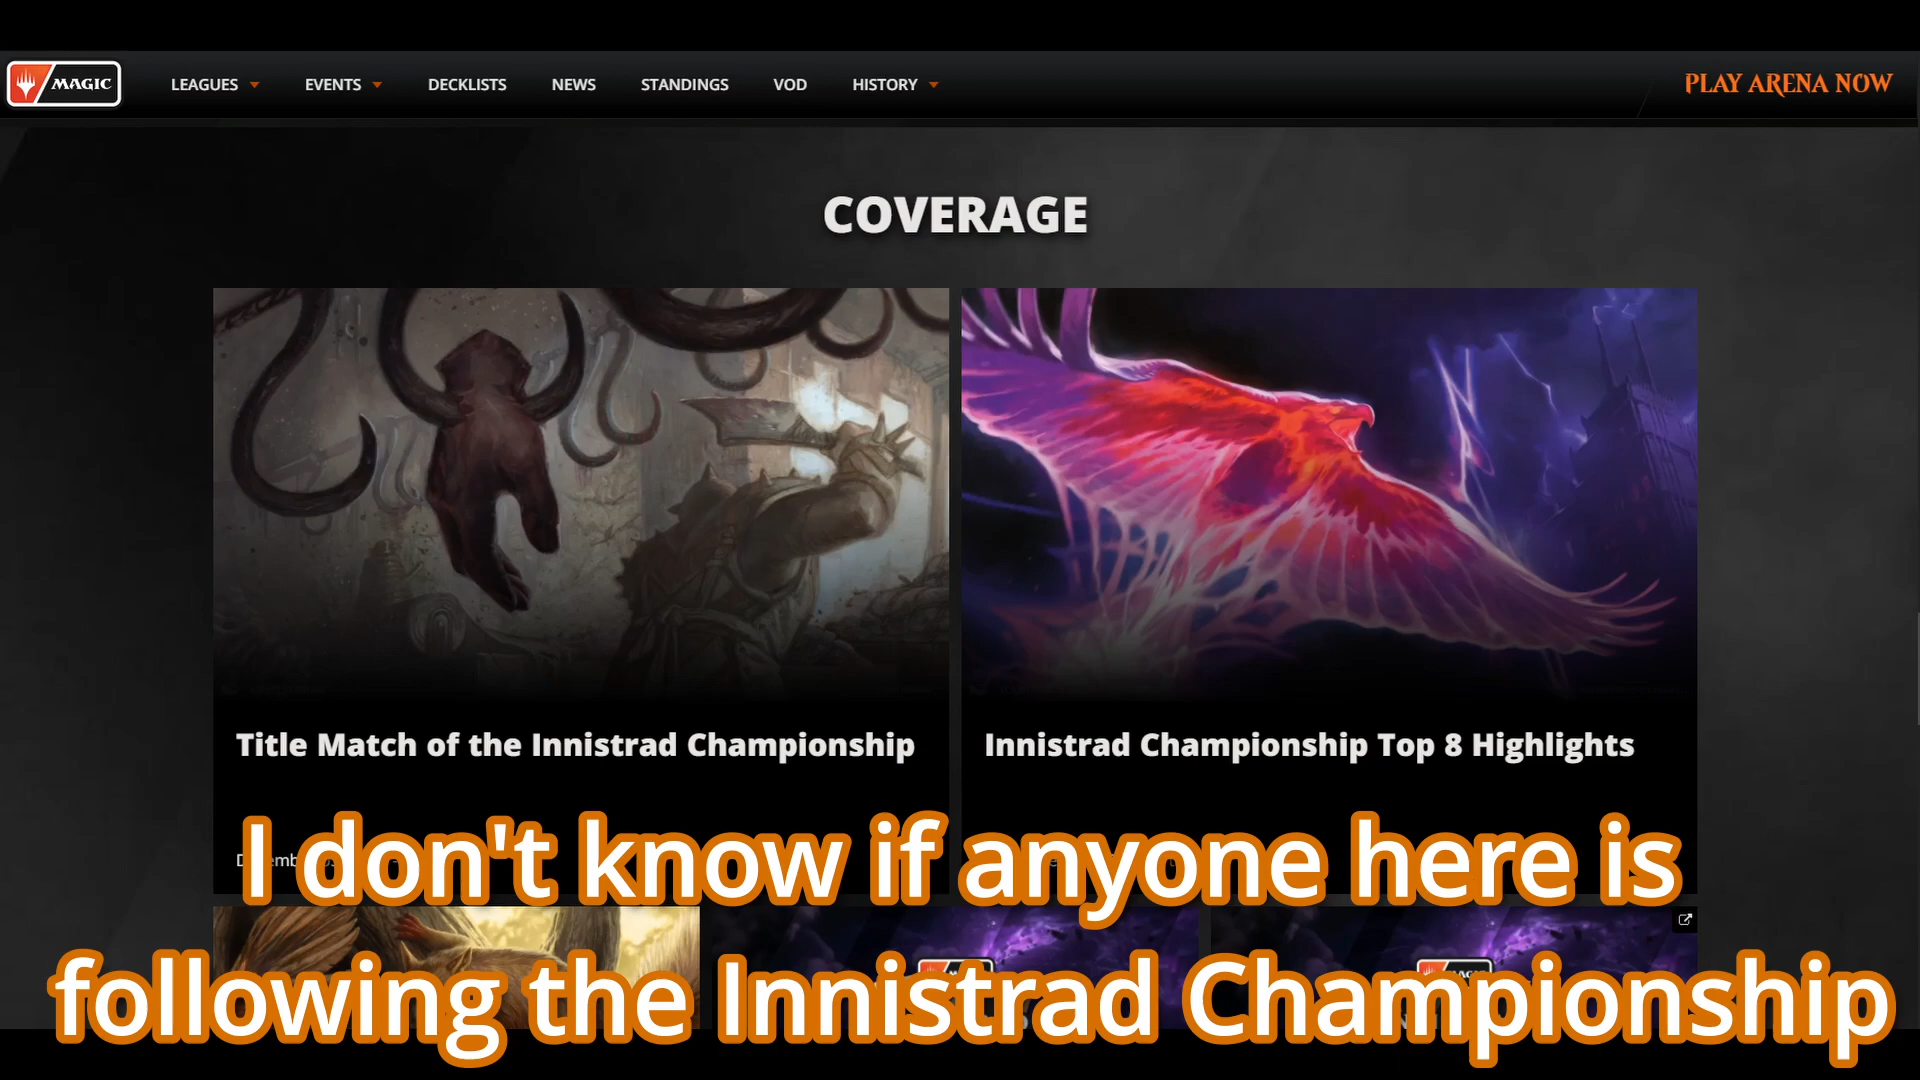 MAGIC
LEAGUES EVENTS DECKLISTS NEWS STANDINGS VOD HISTORY
PLAY ARENA NOW
COVERAGE
Title Match of the Innistrad Championship
Innistrad Championship Top 8 Highlights
I don't know if anyone here is
following the Innistrad Championship